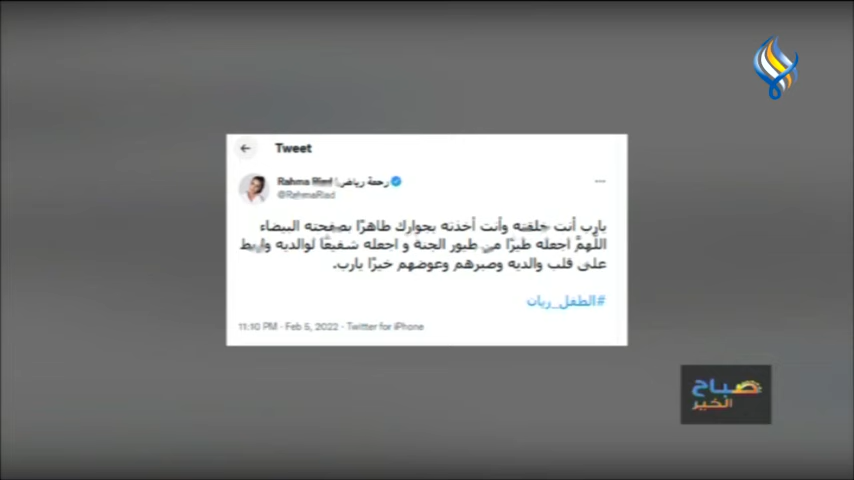 Tweet
Rahma Riad رحمة رياض
@RahmaRiad
يارب أنت خلقته وأنت أخذته بجوارك طاهرًا بصفحته البيضاء
اللهمَّ اجعله طيرًا من طيور الجنة و اجعله شفيعًا لوالديه واربط
على قلب والديه وصبرهم وعوضهم خيرًا يارب.
#الطفل_ريان
11:10 PM · Feb 5, 2022 · Twitter for iPhone
صباح
الخير